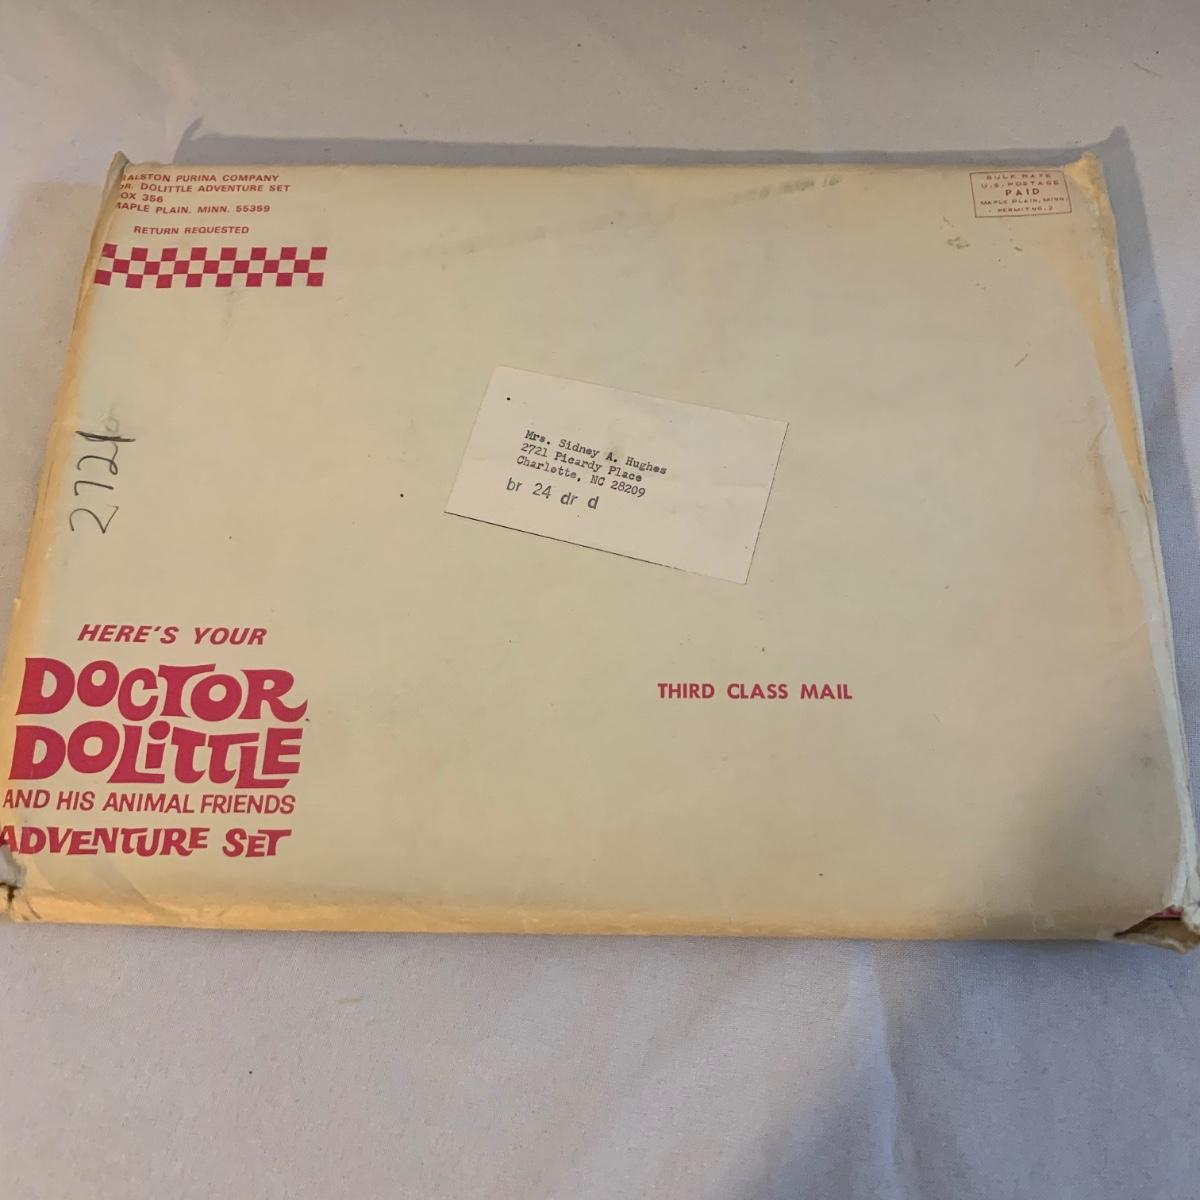 RALSTON PURINA COMPANY
DR. DOLITTLE ADVENTURE SET
BOX 356
MAPLE PLAIN, MINN. 55359
RETURN REQUESTED
BULK RATE
U.S. POSTAGE
PAID
MAPLE PLAIN, MINN.
PERMIT NO. 2
2721
Mrs. Sidney A. Hughes
2721 Picardy Place
Charlotte, NC 28209
br 24 dr d
HERE'S YOUR
DOCTOR
DOLITTLE
AND HIS ANIMAL FRIENDS
ADVENTURE SET
THIRD CLASS MAIL